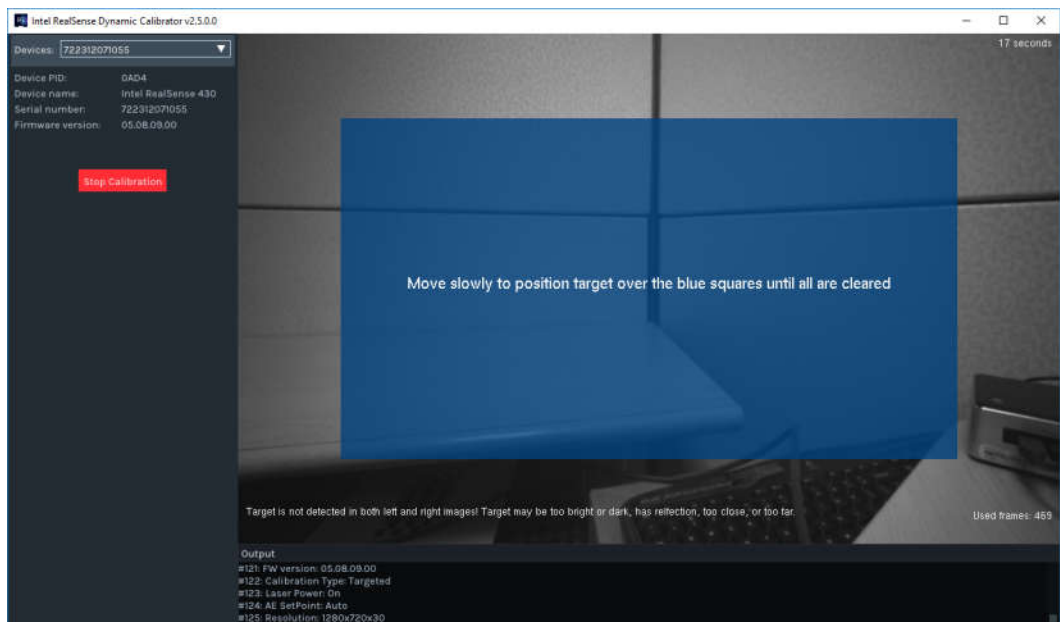 Intel RealSense Dynamic Calibrator v2.5.0.0
Devices: 722312071055
17 seconds
Device PID: 0AD4
Device name: Intel RealSense 430
Serial number: 722312071055
Firmware version: 05.08.09.00
Stop Calibration
Move slowly to position target over the blue squares until all are cleared
Target is not detected in both left and right images! Target may be too bright or dark, has relfection, too close, or too far.
Used frames: 469
Output
#121: FW version: 05.08.09.00
#122: Calibration Type: Targeted
#123: Laser Power: On
#124: AE SetPoint: Auto
#125: Resolution: 1280x720x30